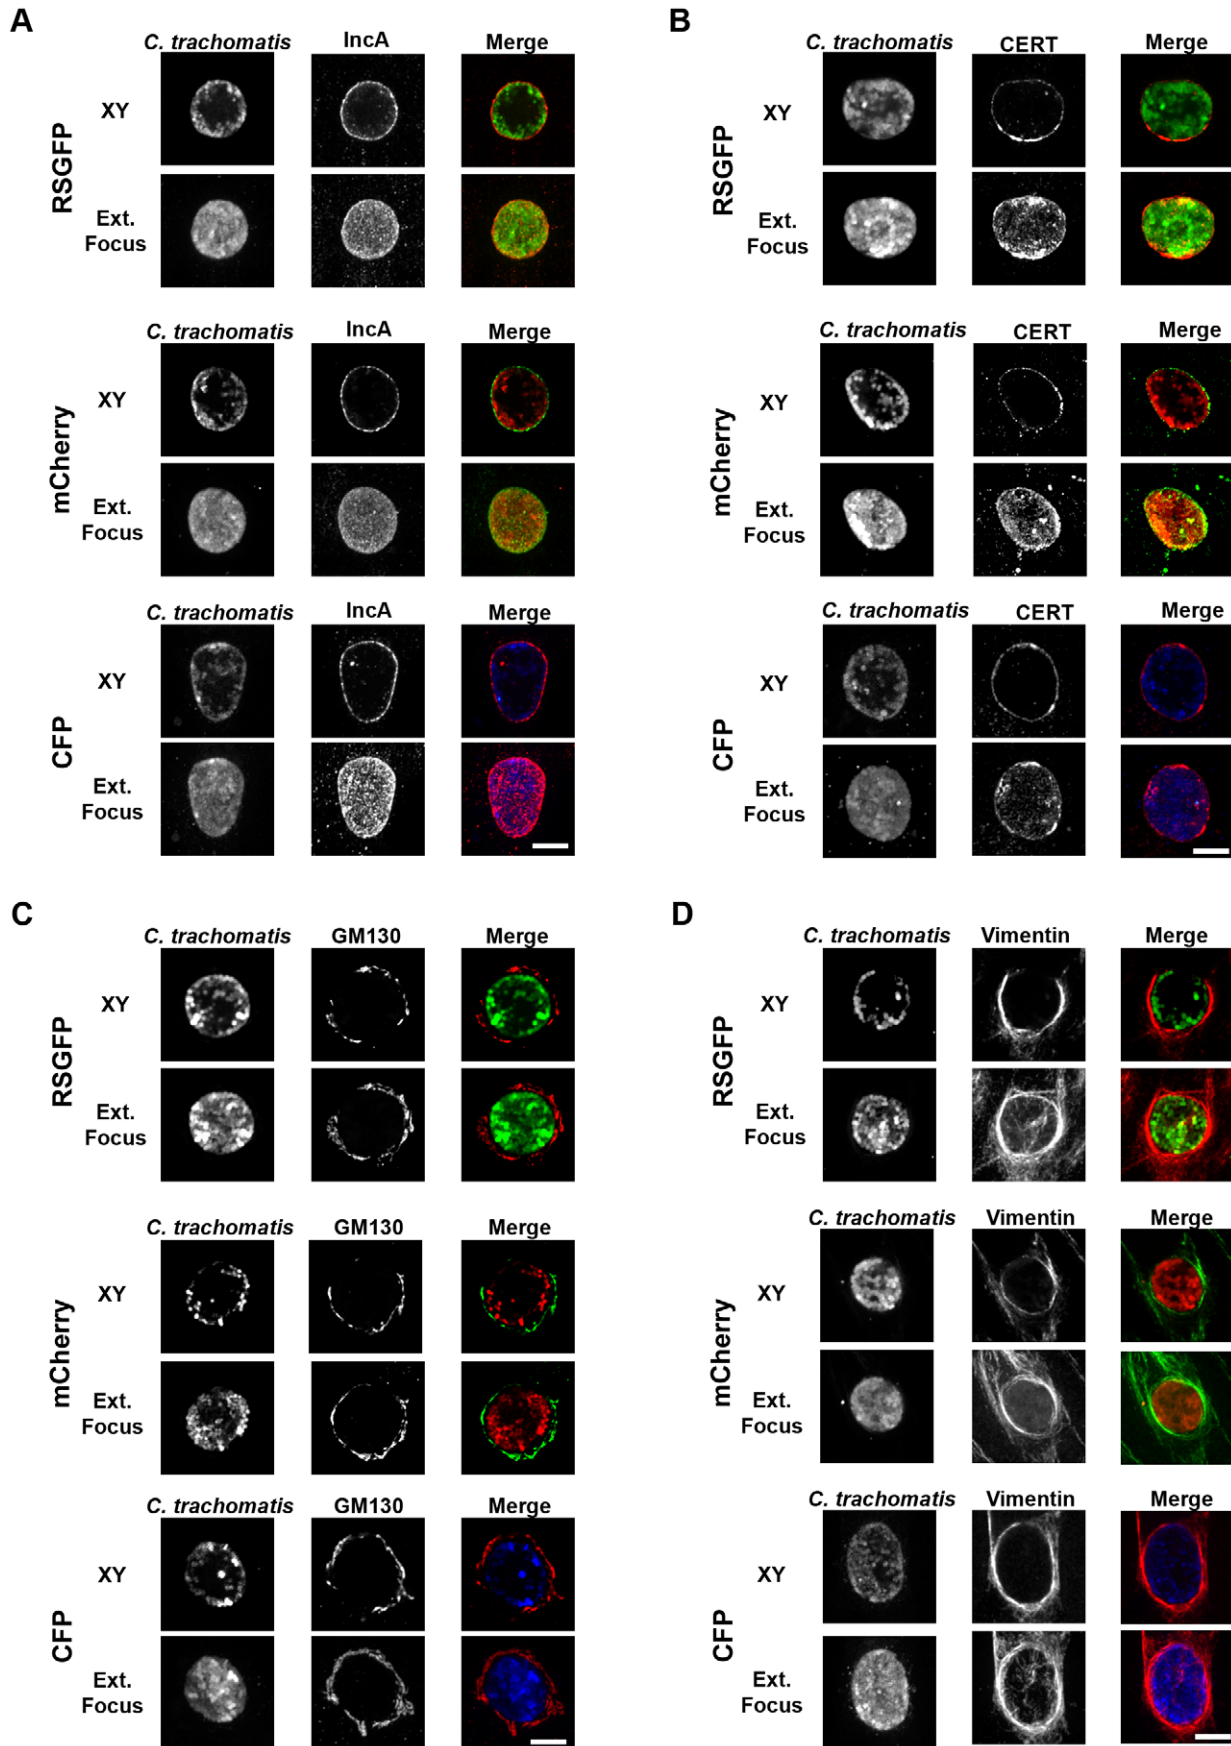 A
C. trachomatis IncA Merge
RSGFP
XY
Ext.
Focus
C. trachomatis IncA Merge
mCherry
XY
Ext.
Focus
C. trachomatis IncA Merge
CFP
XY
Ext.
Focus
B
C. trachomatis CERT Merge
RSGFP
XY
Ext.
Focus
C. trachomatis CERT Merge
mCherry
XY
Ext.
Focus
C. trachomatis CERT Merge
CFP
XY
Ext.
Focus
C
C. trachomatis GM130 Merge
RSGFP
XY
Ext.
Focus
C. trachomatis GM130 Merge
mCherry
XY
Ext.
Focus
C. trachomatis GM130 Merge
CFP
XY
Ext.
Focus
D
C. trachomatis Vimentin Merge
RSGFP
XY
Ext.
Focus
C. trachomatis Vimentin Merge
mCherry
XY
Ext.
Focus
C. trachomatis Vimentin Merge
CFP
XY
Ext.
Focus